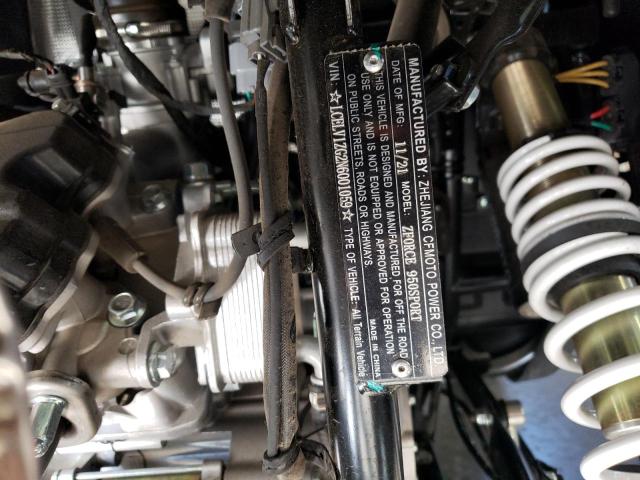 MANUFACTURED BY: ZHEJIANG CFMOTO POWER CO.,LTD
DATE OF MFG: 11/21 MODEL: ZFORCE 950SPORT
THIS VEHICLE IS DESIGNED AND MANUFACTURED FOR OFF THE ROAD
USE ONLY AND IS NOT EQUIPPED OR APPROVED FOR OPERATION
ON PUBLIC STREETS, ROADS OR HIGHWAYS. MADE IN CHINA
VIN: ☆LCELV1ZG2N6001059☆ TYPE OF VEHICLE: All Terrain Vehicle